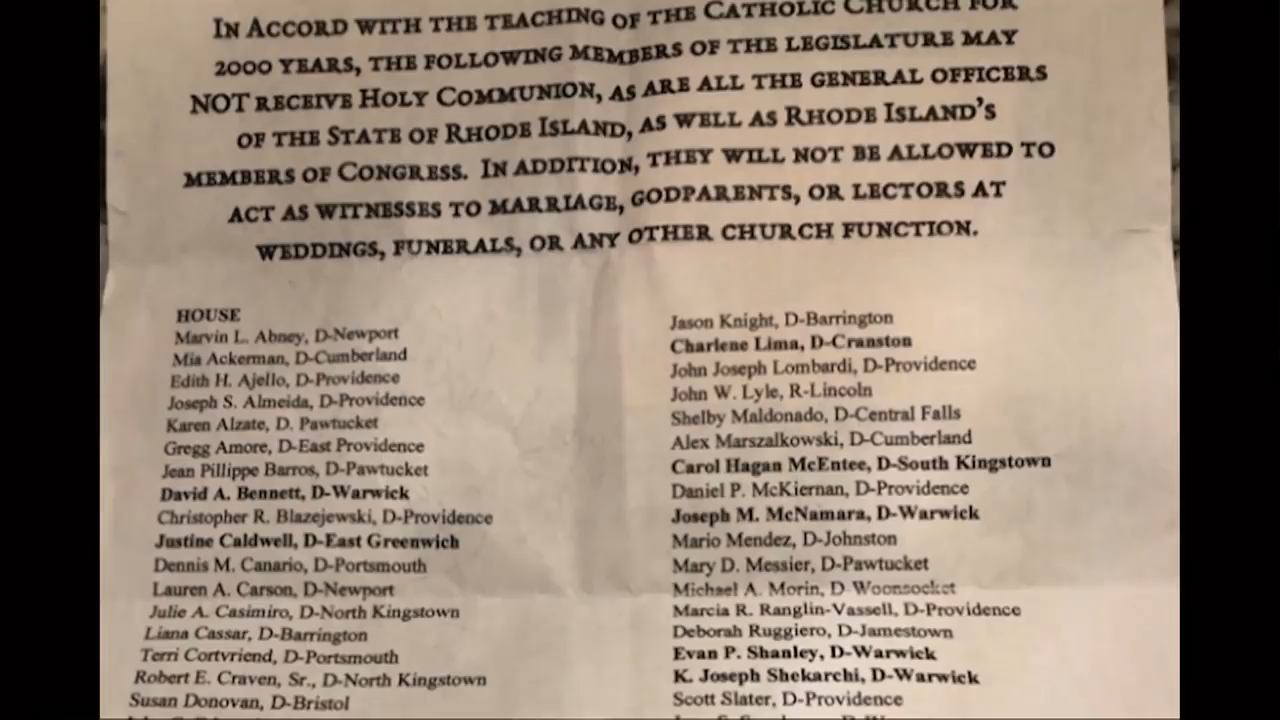 IN ACCORD WITH THE TEACHING OF THE CATHOLIC CHURCH FOR
2000 YEARS, THE FOLLOWING MEMBERS OF THE LEGISLATURE MAY
NOT RECEIVE HOLY COMMUNION, AS ARE ALL THE GENERAL OFFICERS
OF THE STATE OF RHODE ISLAND, AS WELL AS RHODE ISLAND'S
MEMBERS OF CONGRESS. IN ADDITION, THEY WILL NOT BE ALLOWED TO
ACT AS WITNESSES TO MARRIAGE, GODPARENTS, OR LECTORS AT
WEDDINGS, FUNERALS, OR ANY OTHER CHURCH FUNCTION.
HOUSE
Marvin L. Abney, D-Newport
Mia Ackerman, D-Cumberland
Edith H. Ajello, D-Providence
Joseph S. Almeida, D-Providence
Karen Alzate, D. Pawtucket
Gregg Amore, D-East Providence
Jean Pillippe Barros, D-Pawtucket
David A. Bennett, D-Warwick
Christopher R. Blazejewski, D-Providence
Justine Caldwell, D-East Greenwich
Dennis M. Canario, D-Portsmouth
Lauren A. Carson, D-Newport
Julie A. Casimiro, D-North Kingstown
Liana Cassar, D-Barrington
Terri Cortvriend, D-Portsmouth
Robert E. Craven, Sr., D-North Kingstown
Susan Donovan, D-Bristol
Jason Knight, D-Barrington
Charlene Lima, D-Cranston
John Joseph Lombardi, D-Providence
John W. Lyle, R-Lincoln
Shelby Maldonado, D-Central Falls
Alex Marszalkowski, D-Cumberland
Carol Hagan McEntee, D-South Kingstown
Daniel P. McKiernan, D-Providence
Joseph M. McNamara, D-Warwick
Mario Mendez, D-Johnston
Mary D. Messier, D-Pawtucket
Michael A. Morin, D-Woonsocket
Marcia R. Ranglin-Vassell, D-Providence
Deborah Ruggiero, D-Jamestown
Evan P. Shanley, D-Warwick
K. Joseph Shekarchi, D-Warwick
Scott Slater, D-Providence